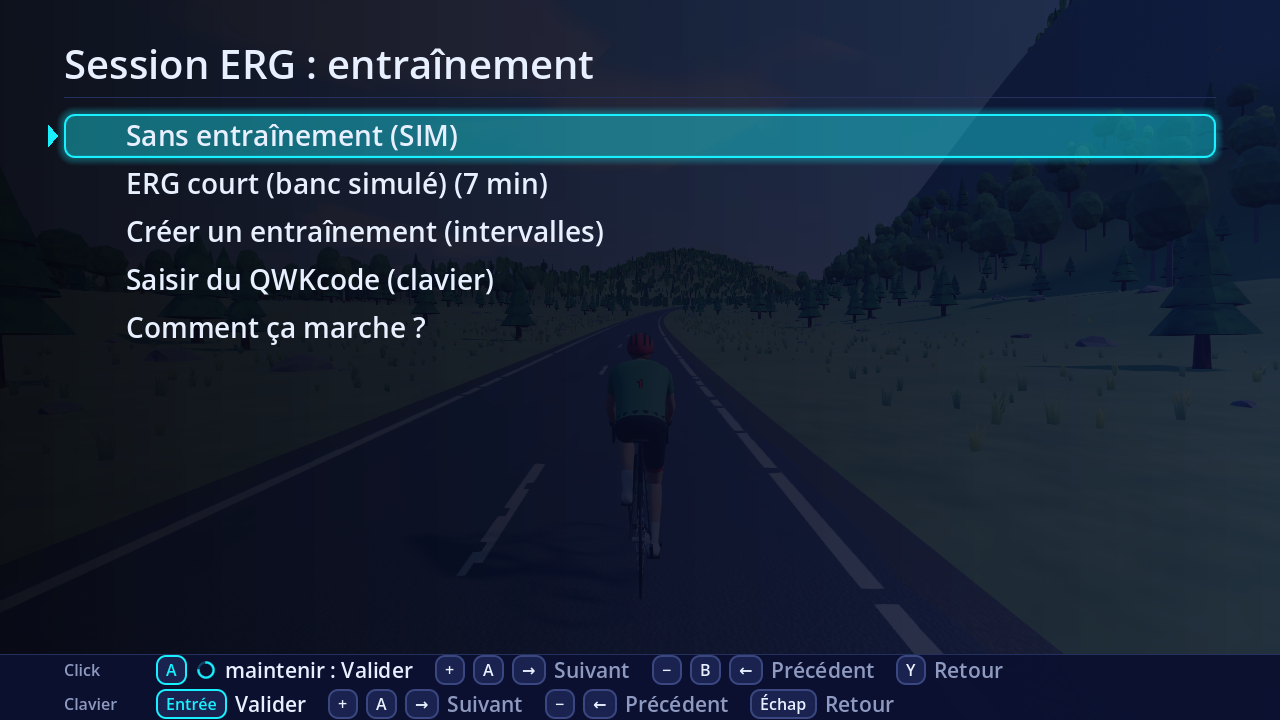 Session ERG : entraînement
Sans entraînement (SIM)
ERG court (banc simulé) (7 min)
Créer un entraînement (intervalles)
Saisir du QWKcode (clavier)
Comment ça marche ?
Click A maintenir : Valider + A → Suivant − B ← Précédent Y Retour
Clavier Entrée Valider + A → Suivant − ← Précédent Échap Retour